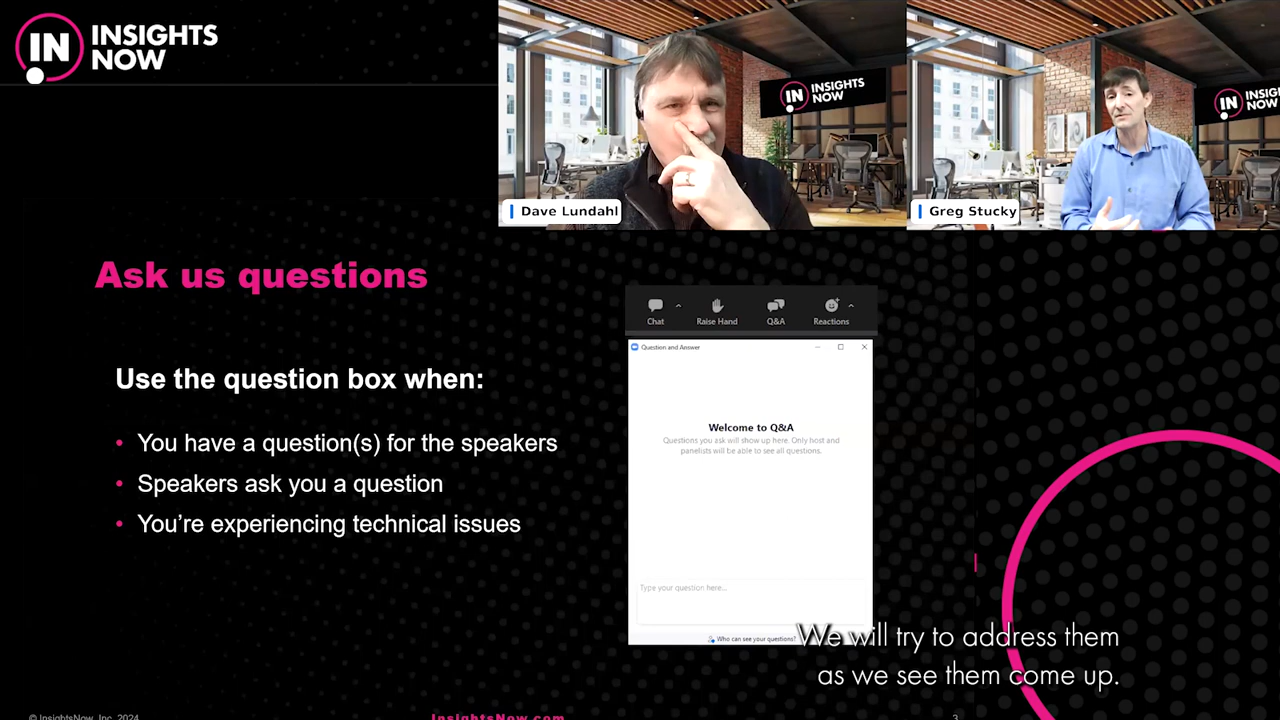 IN INSIGHTS
NOW
IN INSIGHTS
NOW
IN INSIGHTS
NOW
Dave Lundahl
Greg Stucky
Ask us questions
Use the question box when:
• You have a question(s) for the speakers
• Speakers ask you a question
• You’re experiencing technical issues
Chat
Raise Hand
Q&A
Reactions
Question and Answer
Welcome to Q&A
Questions you ask will show up here. Only host and
panelists will be able to see all questions.
Type your question here...
Who can see your questions?
We will try to address them
as we see them come up.
© InsightsNow, Inc. 2024
InsightsNow.com
3